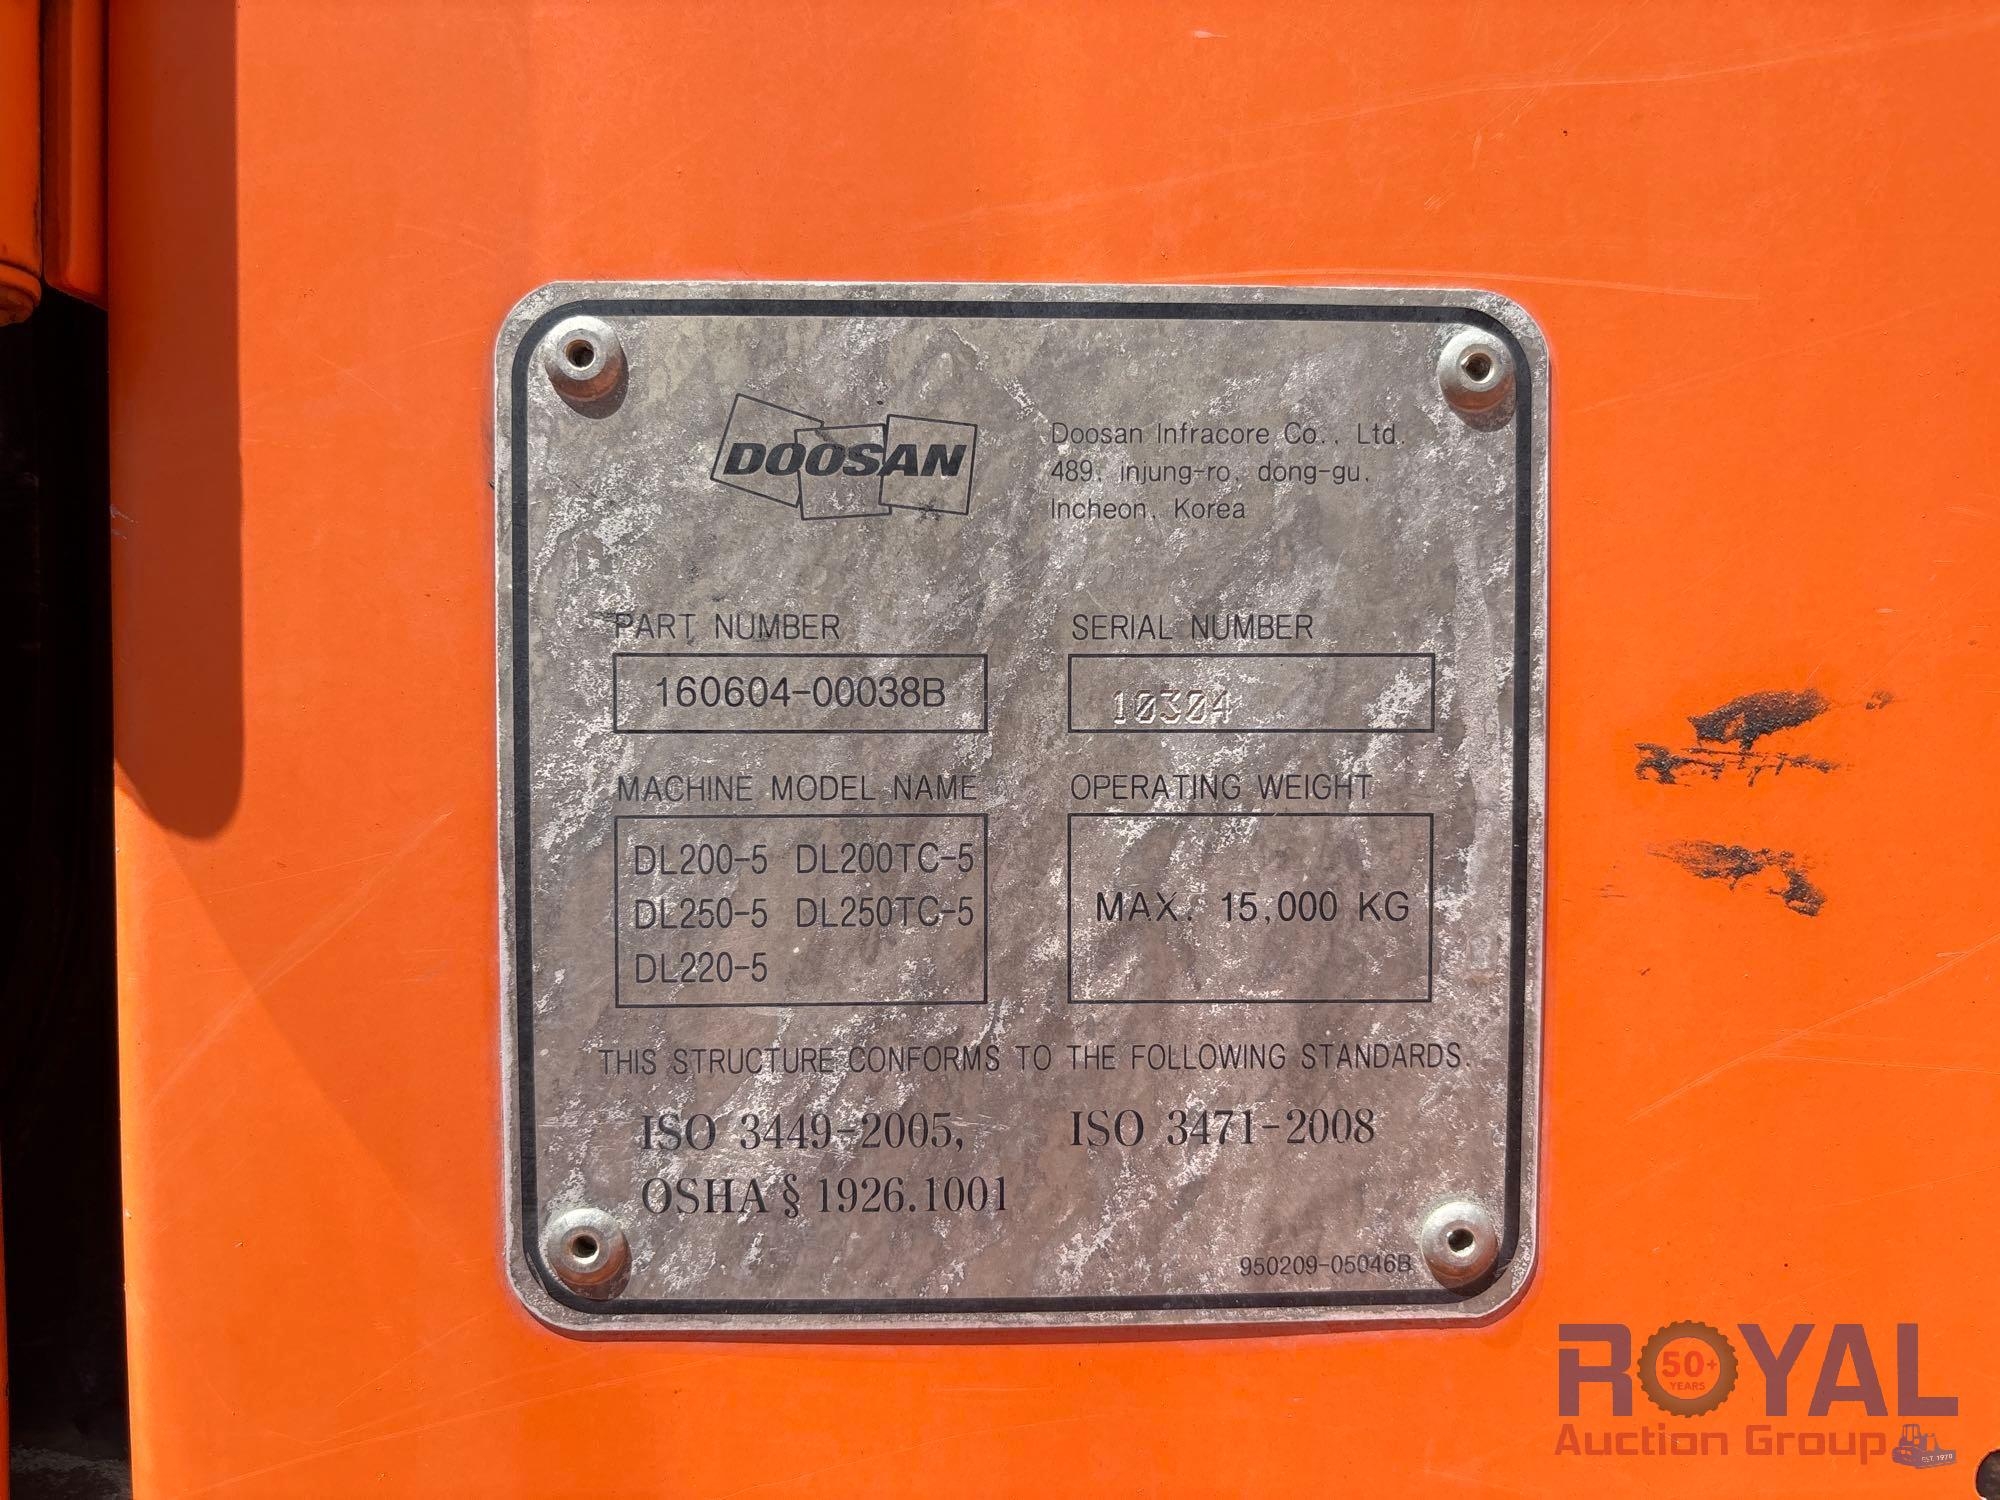 DOOSAN
Doosan Infracore Co., Ltd.
489, injung-ro, dong-gu,
Incheon, Korea
PART NUMBER
160604-00038B
SERIAL NUMBER
10304
MACHINE MODEL NAME
DL200-5 DL200TC-5
DL250-5 DL250TC-5
DL220-5
OPERATING WEIGHT
MAX. 15,000 KG
THIS STRUCTURE CONFORMS TO THE FOLLOWING STANDARDS.
ISO 3449-2005, ISO 3471-2008
OSHA § 1926.1001
950209-05046B
ROYAL
50+
YEARS
Auction Group
EST. 1970